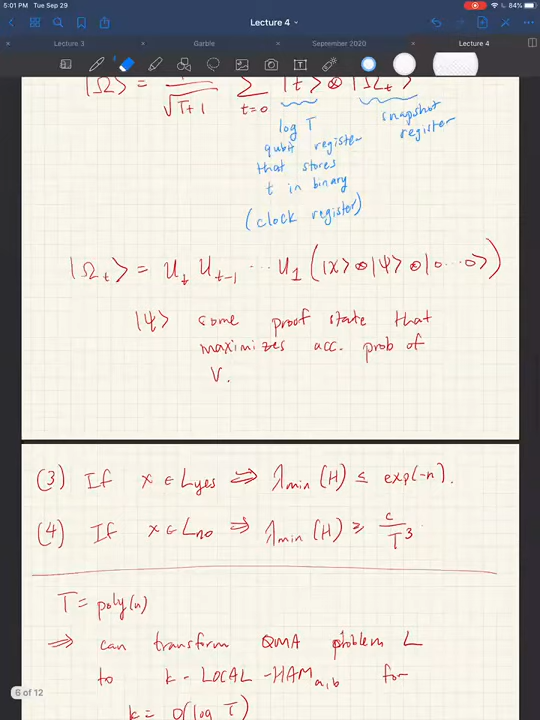 5:01 PM Tue Sep 29
84%
Lecture 4
Lecture 3
Garble
September 2020
Lecture 4
|Ω> = 1/√T+1 ∑ t=0 |t> ⊗ |Ω_t>
log T
qubit register
that stores
t in binary
(clock register)
snapshot
register
|Ω_t> = U_t U_t-1 ... U_1 (|x> ⊗ |ψ> ⊗ |0...0>)
|ψ> some proof state that
maximizes acc. prob of
V.
(3) If x ∈ L_yes ⇒ λ_min(H) ≤ exp(-n).
(4) If x ∈ L_no ⇒ λ_min(H) ≥ c/T^3
T = poly(n)
⇒ can transform QMA problem L
to k-LOCAL-HAM_a,b for
k = O(log T)
6 of 12